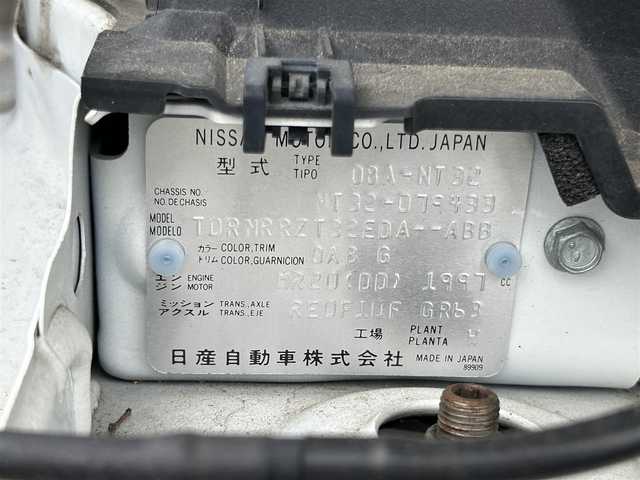 NISSAN MOTOR CO.,LTD. JAPAN
型式 TYPE TIPO DBA-NT32
CHASSIS NO. NO.DE CHASIS NT32-079433
MODEL MODELO TDRNRRZT32EDA--ABB
カラー COLOR,TRIM トリム COLOR,GUARNICION QAB G
エンジン ENGINE MOTOR MR20(DD) 1997 CC
ミッション TRANS.,AXLE アクスル TRANS.,EJE RE0F10F GR63
工場 PLANT PLANTA W
日産自動車株式会社 MADE IN JAPAN
89909